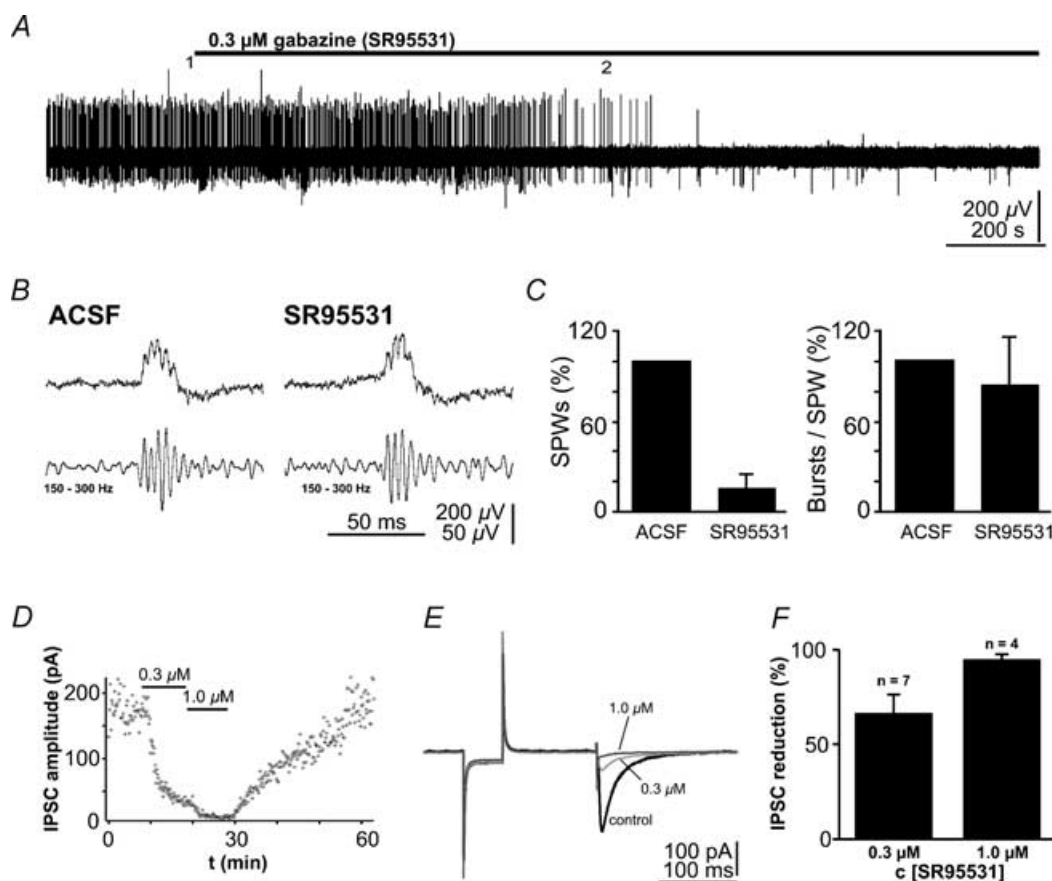 A
0.3 µM gabazine (SR95531)
1
2
200 µV
200 s
B
ACSF
SR95531
150 - 300 Hz
150 - 300 Hz
50 ms
200 µV
50 µV
C
SPWs (%)
120
60
0
ACSF
SR95531
Bursts / SPW (%)
120
60
0
ACSF
SR95531
D
IPSC amplitude (pA)
200
100
0
0.3 µM
1.0 µM
0
30
60
t (min)
E
1.0 µM
0.3 µM
control
100 pA
100 ms
F
IPSC reduction (%)
100
50
0
n = 7
n = 4
0.3 µM
1.0 µM
c [SR95531]